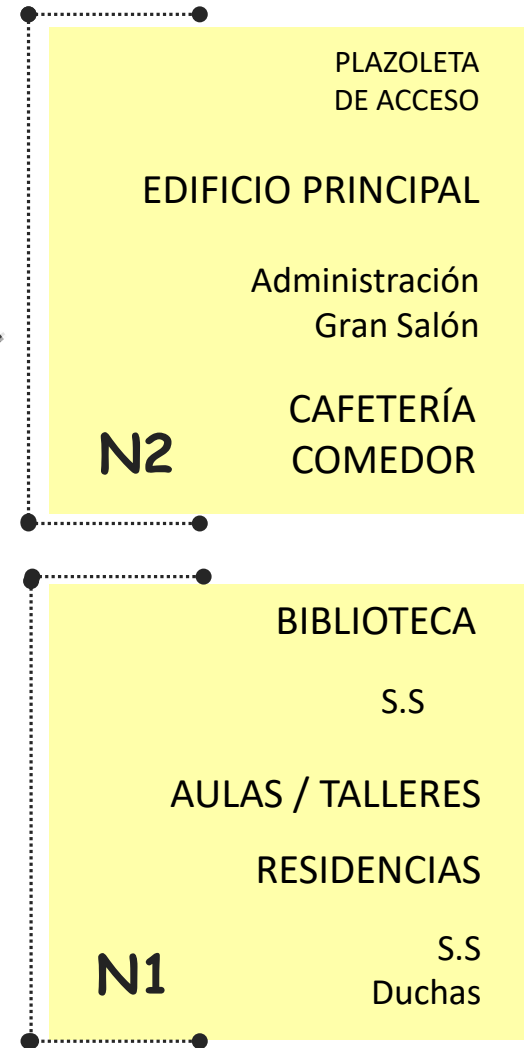 PLAZOLETA
DE ACCESO
EDIFICIO PRINCIPAL
Administración
Gran Salón
CAFETERÍA
COMEDOR
N2
BIBLIOTECA
S.S
AULAS / TALLERES
RESIDENCIAS
S.S
Duchas
N1